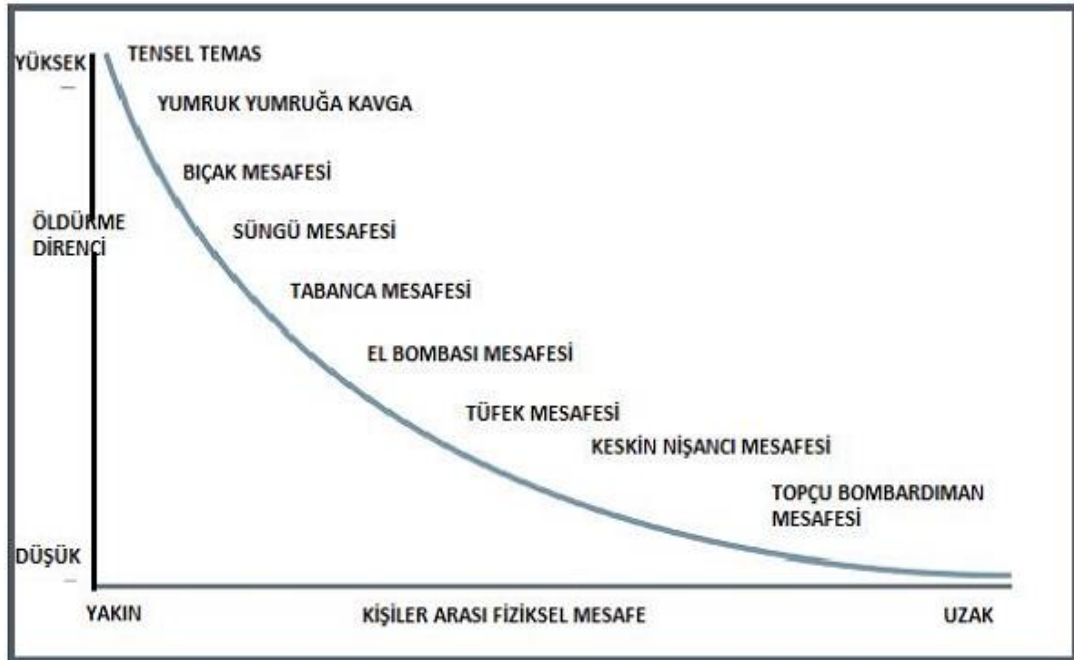 YÜKSEK
TENSEL TEMAS
YUMRUK YUMRUĞA KAVGA
BIÇAK MESAFESİ
ÖLDÜRME
DİRENCİ
SÜNGÜ MESAFESİ
TABANCA MESAFESİ
EL BOMBASI MESAFESİ
TÜFEK MESAFESİ
KESKİN NİŞANCI MESAFESİ
TOPÇU BOMBARDIMAN
MESAFESİ
DÜŞÜK
YAKIN
KİŞİLER ARASI FİZİKSEL MESAFE
UZAK